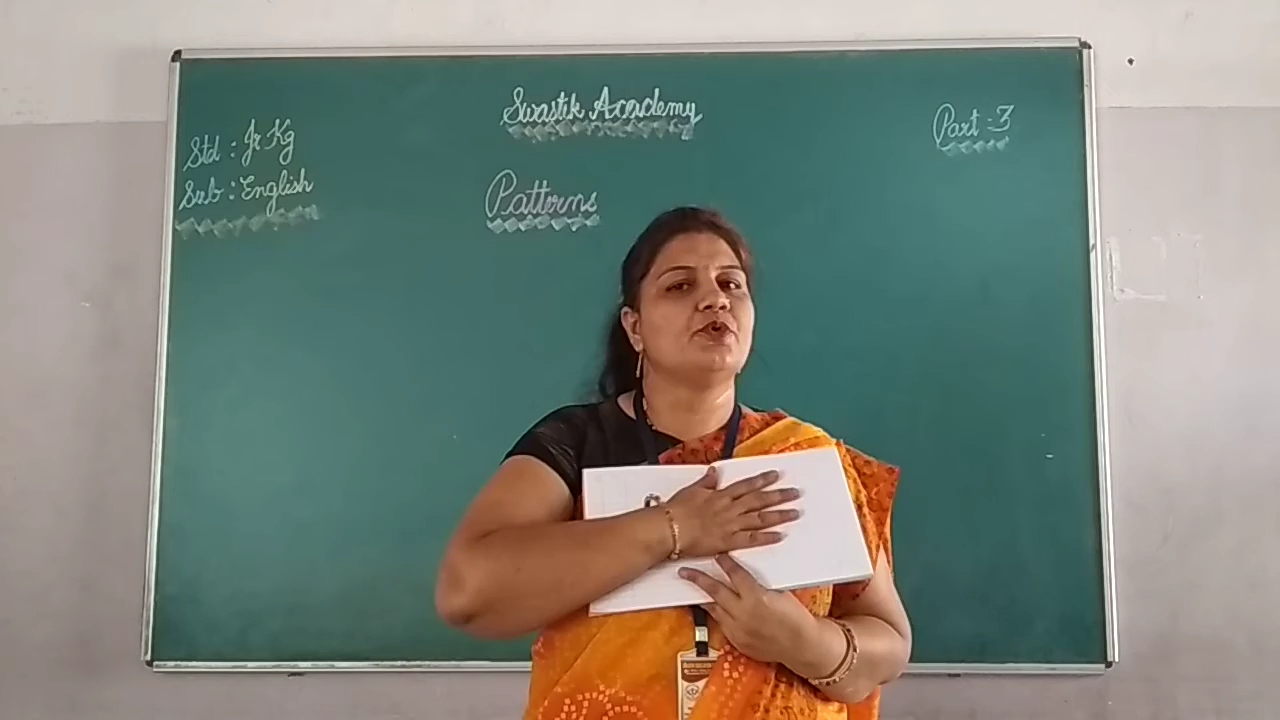 Swastik Academy
Part : 3
Std : Jr Kg
Sub : English
Patterns